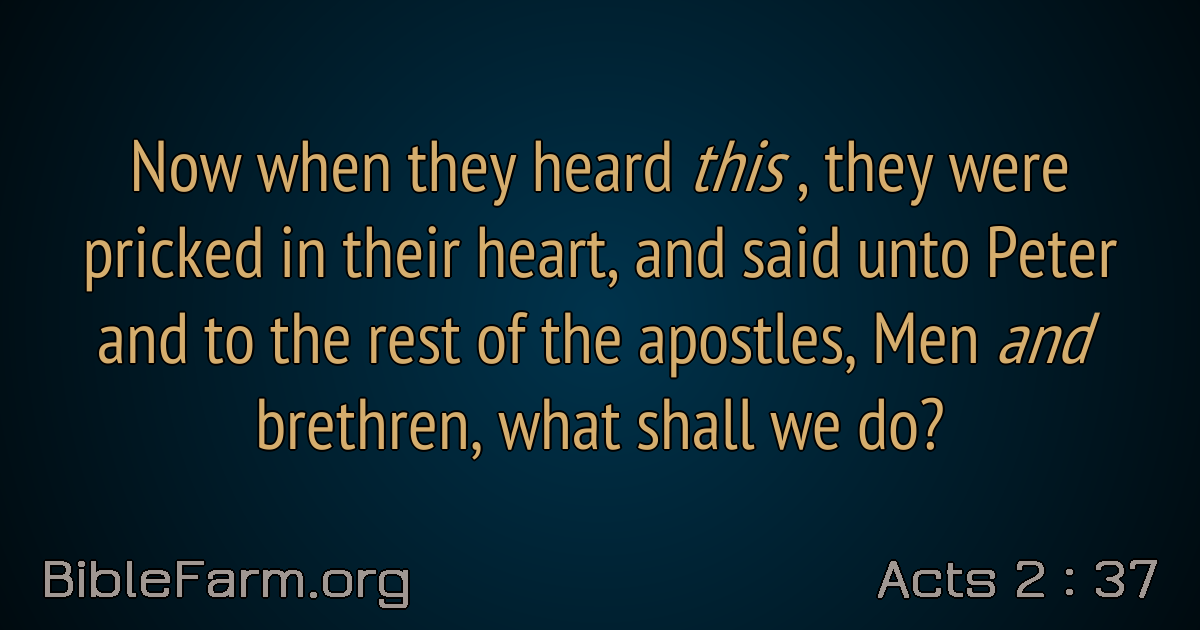 Now when they heard this , they were
pricked in their heart, and said unto Peter
and to the rest of the apostles, Men and
brethren, what shall we do?
BibleFarm.org
Acts 2 : 37